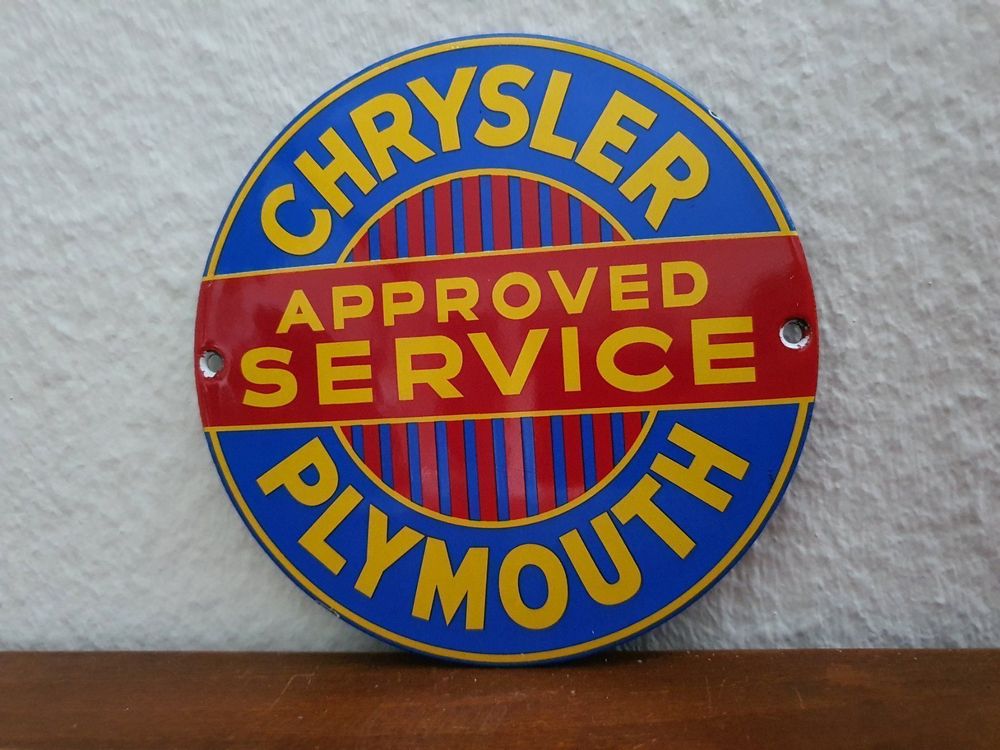 CHRYSLER
APPROVED
SERVICE
PLYMOUTH